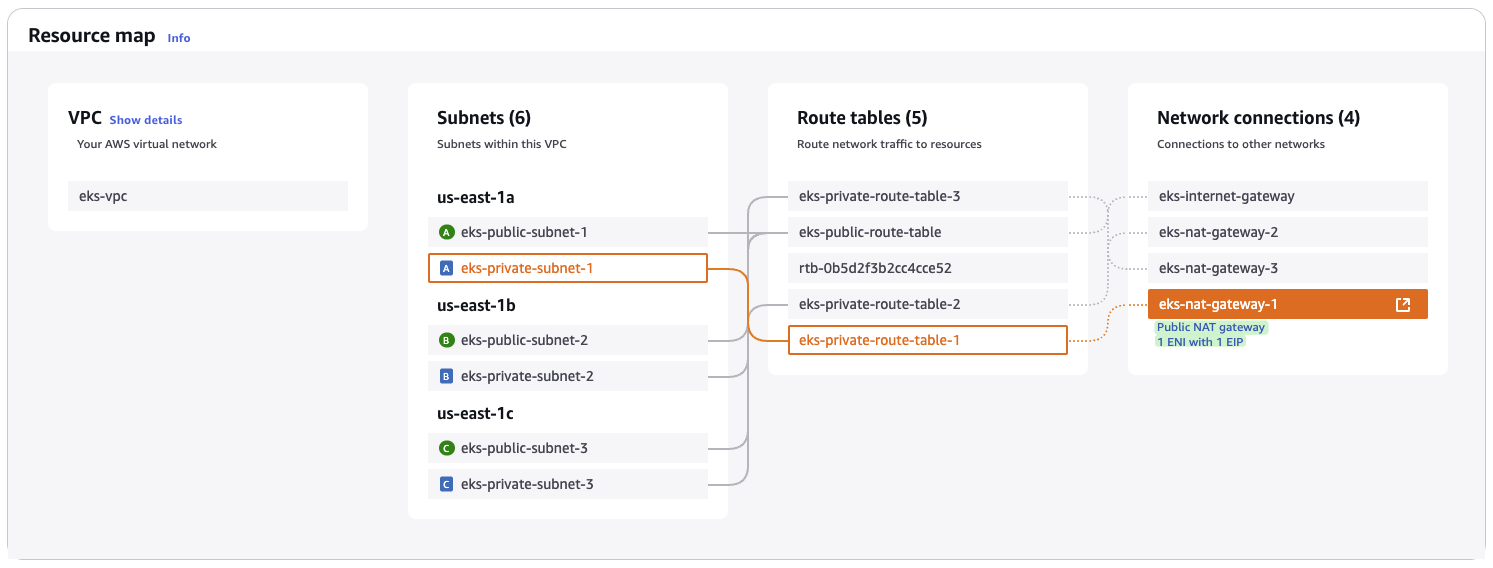 Resource map Info
VPC Show details
Your AWS virtual network
eks-vpc
Subnets (6)
Subnets within this VPC
us-east-1a
A eks-public-subnet-1
A eks-private-subnet-1
us-east-1b
B eks-public-subnet-2
B eks-private-subnet-2
us-east-1c
C eks-public-subnet-3
C eks-private-subnet-3
Route tables (5)
Route network traffic to resources
eks-private-route-table-3
eks-public-route-table
rtb-0b5d2f3b2cc4cce52
eks-private-route-table-2
eks-private-route-table-1
Network connections (4)
Connections to other networks
eks-internet-gateway
eks-nat-gateway-2
eks-nat-gateway-3
eks-nat-gateway-1
Public NAT gateway
1 ENI with 1 EIP